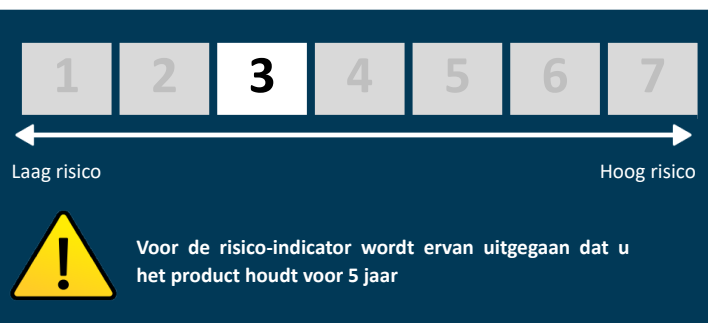 1 2 3 4 5 6 7
Laag risico Hoog risico
Voor de risico-indicator wordt ervan uitgegaan dat u
het product houdt voor 5 jaar